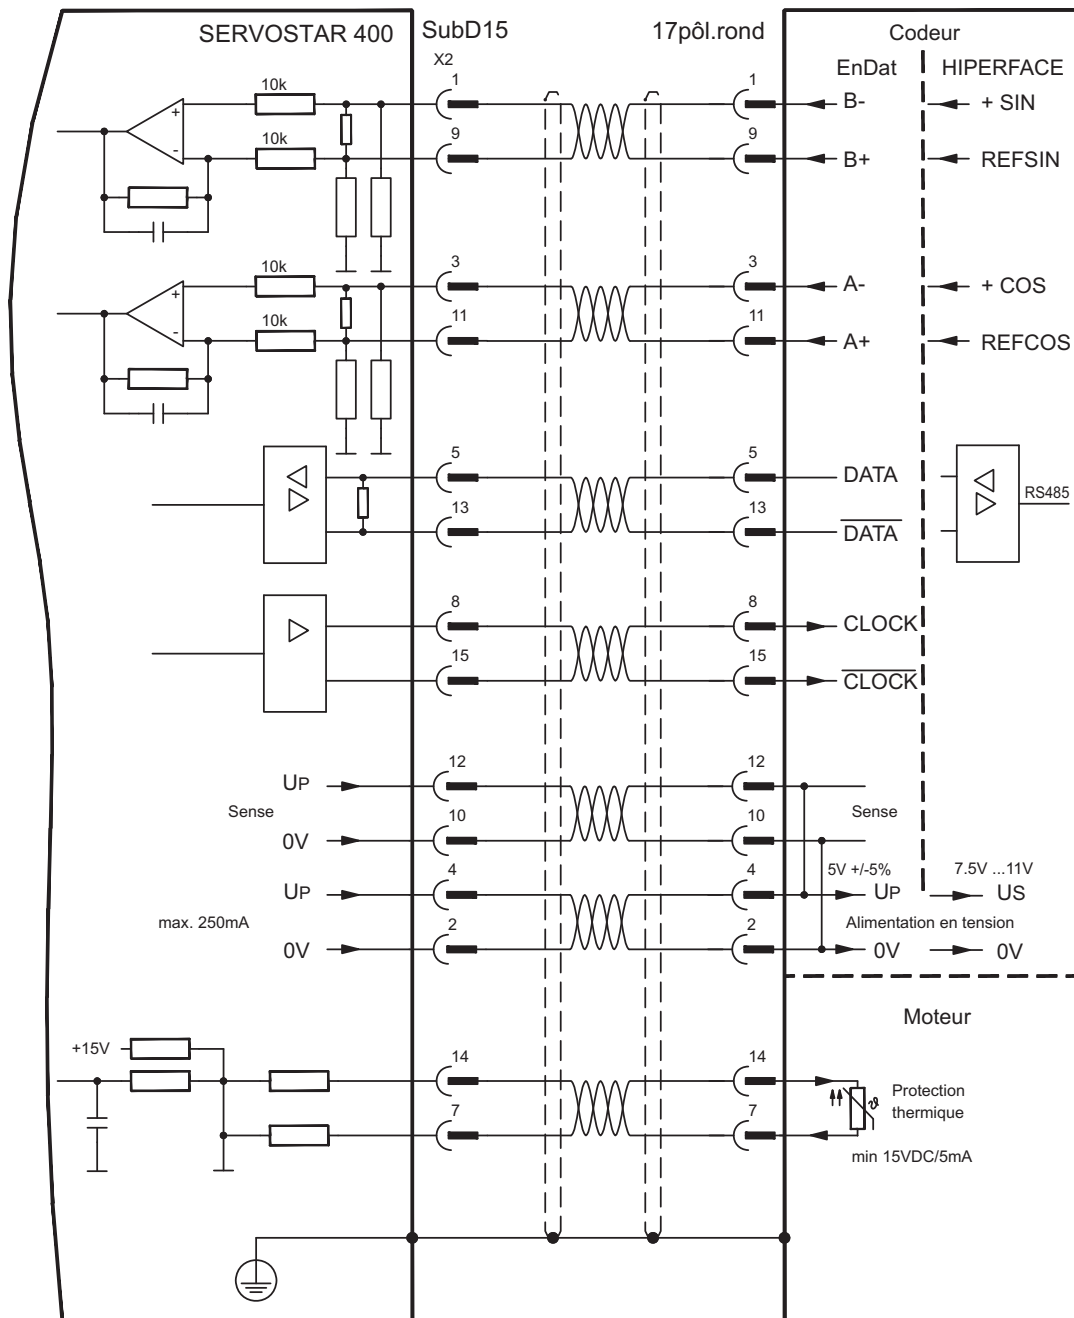 SERVOSTAR 400 SubD15 17pôl.rond Codeur
X2 EnDat HIPERFACE
10k 1 1 B- + SIN
+
-
10k 9 9 B+ REFSIN
10k 3 3 A- + COS
+
-
10k 11 11 A+ REFCOS
5 5 DATA
RS485
13 13 DATA
8 8 CLOCK
15 15 CLOCK
UP 12 12
Sense Sense
0V 10 10
5V +/-5% 7.5V ...11V
UP 4 4 UP US
max. 250mA Alimentation en tension
0V 2 2 0V 0V
Moteur
+15V
14 14
Protection
thermique
ϑ
7 7
min 15VDC/5mA